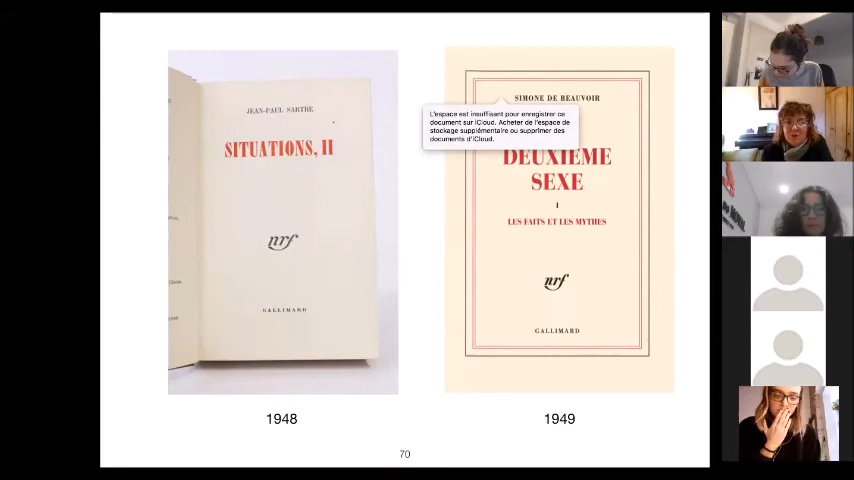 JEAN-PAUL SARTRE
SITUATIONS, II
nrf
GALLIMARD
1948
SIMONE DE BEAUVOIR
L'espace est insuffisant pour enregistrer ce
document sur iCloud. Acheter de l'espace de
stockage supplémentaire ou supprimer des
documents d'iCloud.
DEUXIÈME
SEXE
I
LES FAITS ET LES MYTHES
nrf
GALLIMARD
1949
70